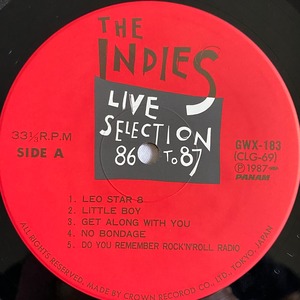 THE
INDIES
LIVE
SELECTION
86 TO 87
33⅓ R.P.M
SIDE A
GWX-103
(CLG-69)
Ⓟ1987
PANAM
1. LEO STAR 8
2. LITTLE BOY
3. GET ALONG WITH YOU
4. NO BONDAGE
5. DO YOU REMEMBER ROCK'N'ROLL RADIO
ALL RIGHTS RESERVED. MADE BY CROWN RECORD CO., LTD., TOKYO, JAPAN